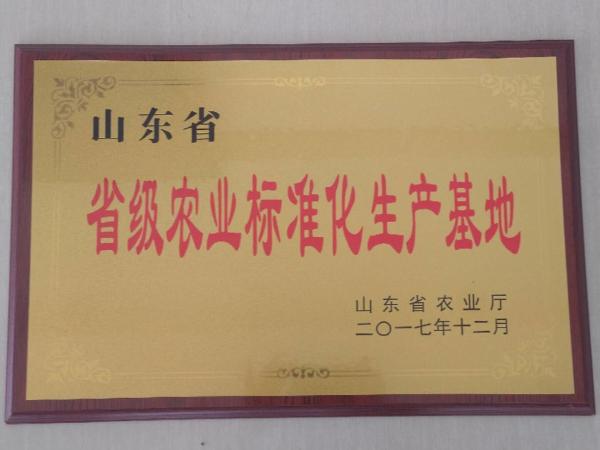 山东省
省级农业标准化生产基地
山东省农业厅
二〇一七年十二月